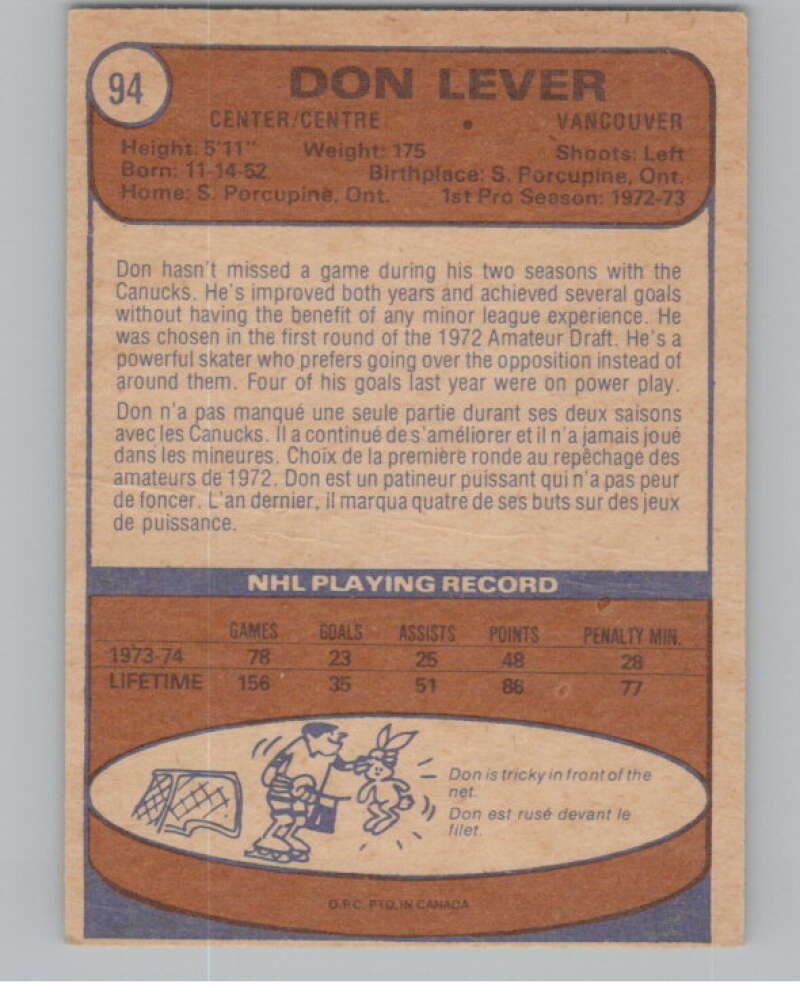 94
DON LEVER
CENTER/CENTRE • VANCOUVER
Height: 5'11" Weight: 175 Shoots: Left
Born: 11-14-52 Birthplace: S. Porcupine, Ont.
Home: S. Porcupine, Ont. 1st Pro Season: 1972-73
Don hasn't missed a game during his two seasons with the
Canucks. He's improved both years and achieved several goals
without having the benefit of any minor league experience. He
was chosen in the first round of the 1972 Amateur Draft. He's a
powerful skater who prefers going over the opposition instead of
around them. Four of his goals last year were on power play.
Don n'a pas manqué une seule partie durant ses deux saisons
avec les Canucks. Il a continué de s'améliorer et il n'a jamais joué
dans les mineures. Choix de la première ronde au repêchage des
amateurs de 1972. Don est un patineur puissant qui n'a pas peur
de foncer. L'an dernier, il marqua quatre de ses buts sur des jeux
de puissance.
NHL PLAYING RECORD
GAMES GOALS ASSISTS POINTS PENALTY MIN.
1973-74 78 23 25 48 28
LIFETIME 156 35 51 86 77
Don is tricky in front of the
net.
Don est rusé devant le
filet.
O.P.C. PTD. IN CANADA